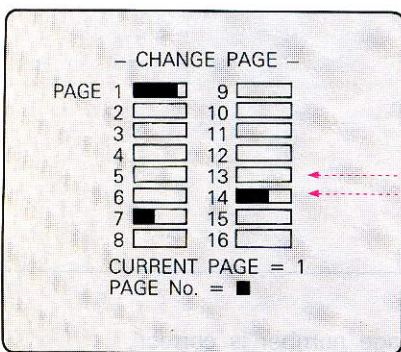 – CHANGE PAGE –
PAGE 1 9
2 10
3 11
4 12
5 13
6 14
7 15
8 16
CURRENT PAGE = 1
PAGE No. =